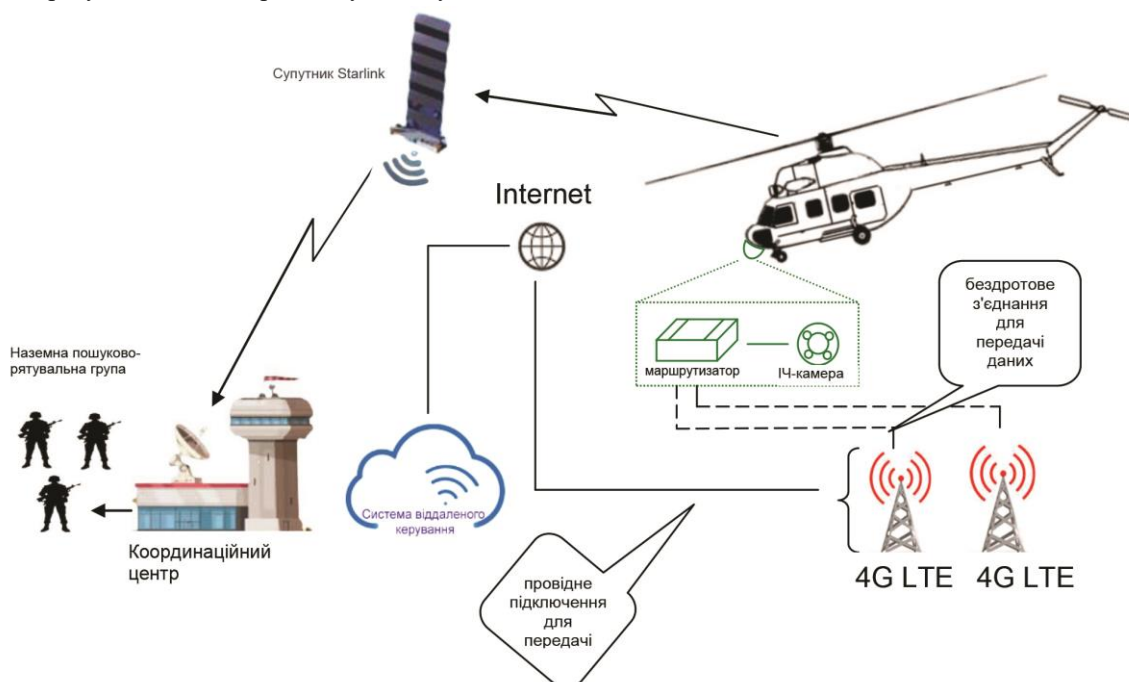 Супутник Starlink
Internet
бездротове
з'єднання
для
передачі
даних
маршрутизатор
ІЧ-камера
Наземна пошуково-
рятувальна група
Система віддаленого
керування
Координаційний
центр
провідне
підключення
для
передачі
4G LTE
4G LTE